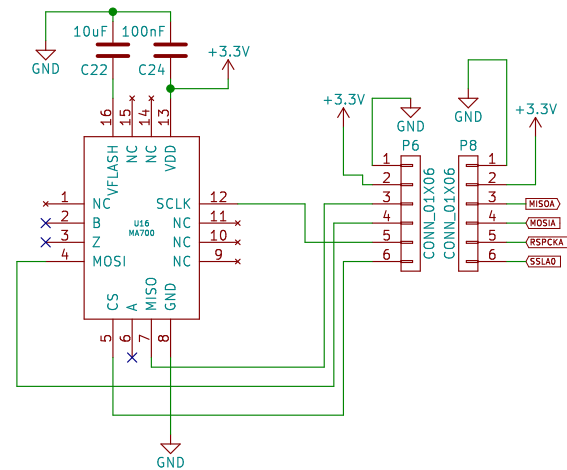 10uF
100nF
+3.3V
GND
C22
C24
+3.3V
GND
GND
+3.3V
16
15
14
13
VFLASH
NC
NC
VDD
P6
P8
1
NC
2
B
3
Z
4
MOSI
U16
MA700
SCLK
12
NC
11
NC
10
NC
9
1
2
3
4
5
6
CONN_01X06
CONN_01X06
1
2
3
4
5
6
MISOA
MOSIA
RSPCKA
SSLA0
CS
A
MISO
GND
5
6
7
8
GND